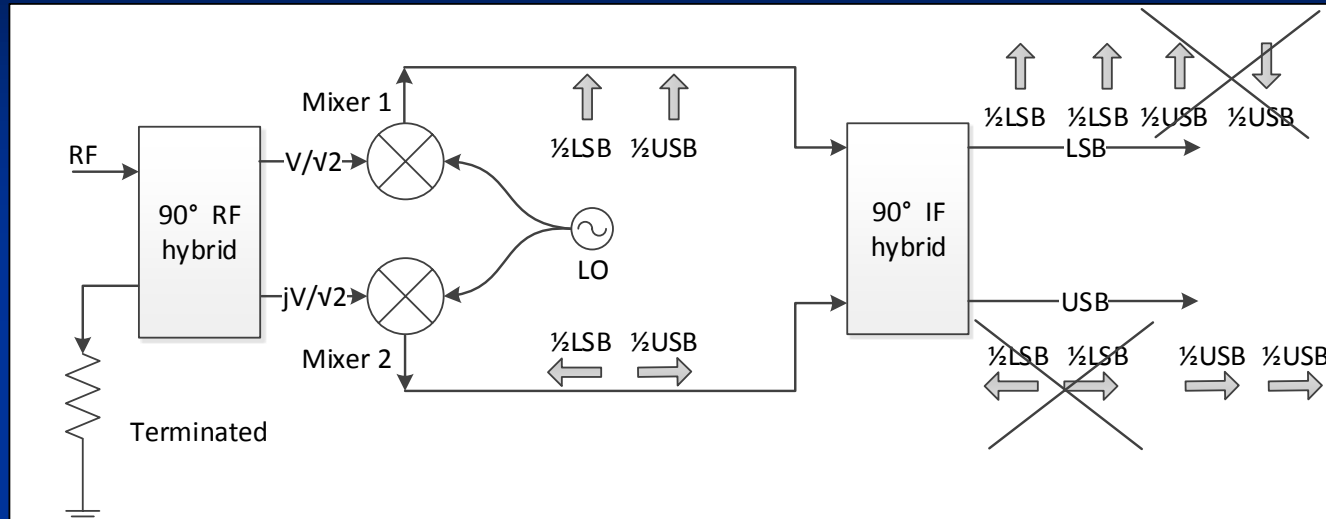 ½LSB ½LSB ½USB ½USB
LSB
Mixer 1
½LSB ½USB
RF
V/√2
90° RF
hybrid
90° IF
hybrid
LO
jV/√2
USB
Mixer 2
½LSB ½USB
½LSB ½LSB ½USB ½USB
Terminated